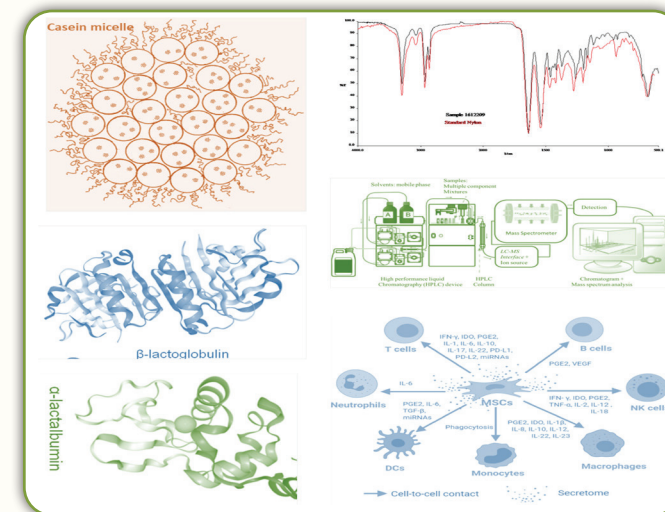 Casein micelle
β-lactoglobulin
α-lactalbumin
100.0
Sample 1612209
Standard Nylon
4000.0
Solvents: mobile phase
Samples:
Multiple component
Mixtures
A
B
Mass Spectrometer
Detection
LC-MS
Interface +
Ion source
High performance liquid
Chromatography (HPLC) device
HPLC
Column
Chromatogram +
Mass spectrum analysis
T cells
IFN-γ, IDO, PGE2,
IL-1, IL-6, IL-10,
IL-17, IL-22, PD-L1,
PD-L2, miRNAs
B cells
PGE2, VEGF
Neutrophils
IL-6
MSCs
IFN- γ, IDO, PGE2,
TNF-α, IL-2, IL-12 ,
IL-18
NK cell
PGE2, IL-6,
TGF-β,
miRNAs
Phagocytosis
PGE2, IDO, IL-1β,
IL-8, IL-10, IL-12,
IL-22, IL-23
DCs
Monocytes
Macrophages
Cell-to-cell contact
Secretome